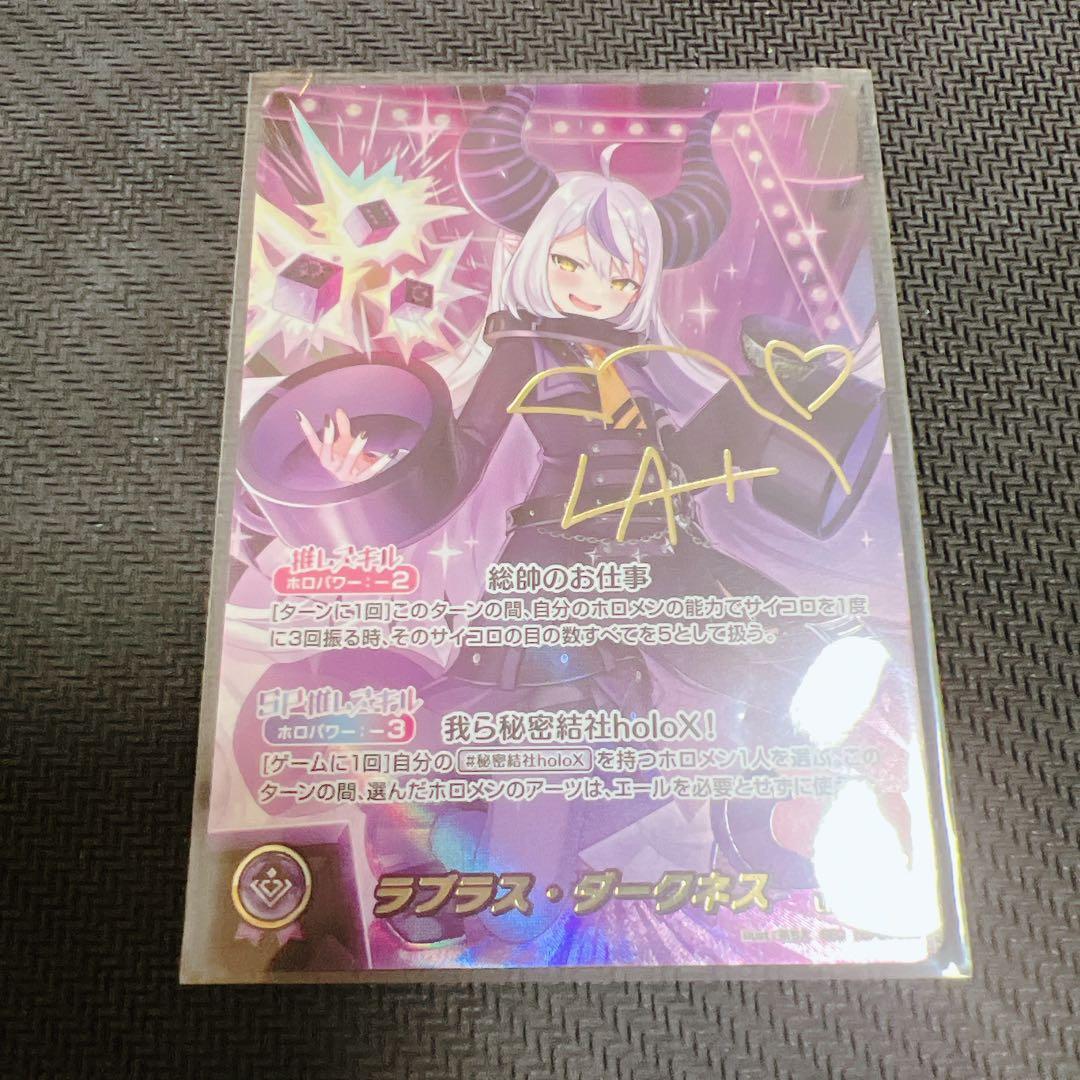 LA+
推しスキル
ホロパワー：－2
総帥のお仕事
[ターンに1回]このターンの間、自分のホロメンの能力でサイコロを1度
に3回振る時、そのサイコロの目の数すべてを5として扱う。
SP推しスキル
ホロパワー：－3
我ら秘密結社holoX！
[ゲームに1回]自分の #秘密結社holoX を持つホロメン1人を選ぶ。この
ターンの間、選んだホロメンのアーツは、エールを必要とせずに使
ラプラス・ダークネス
illust